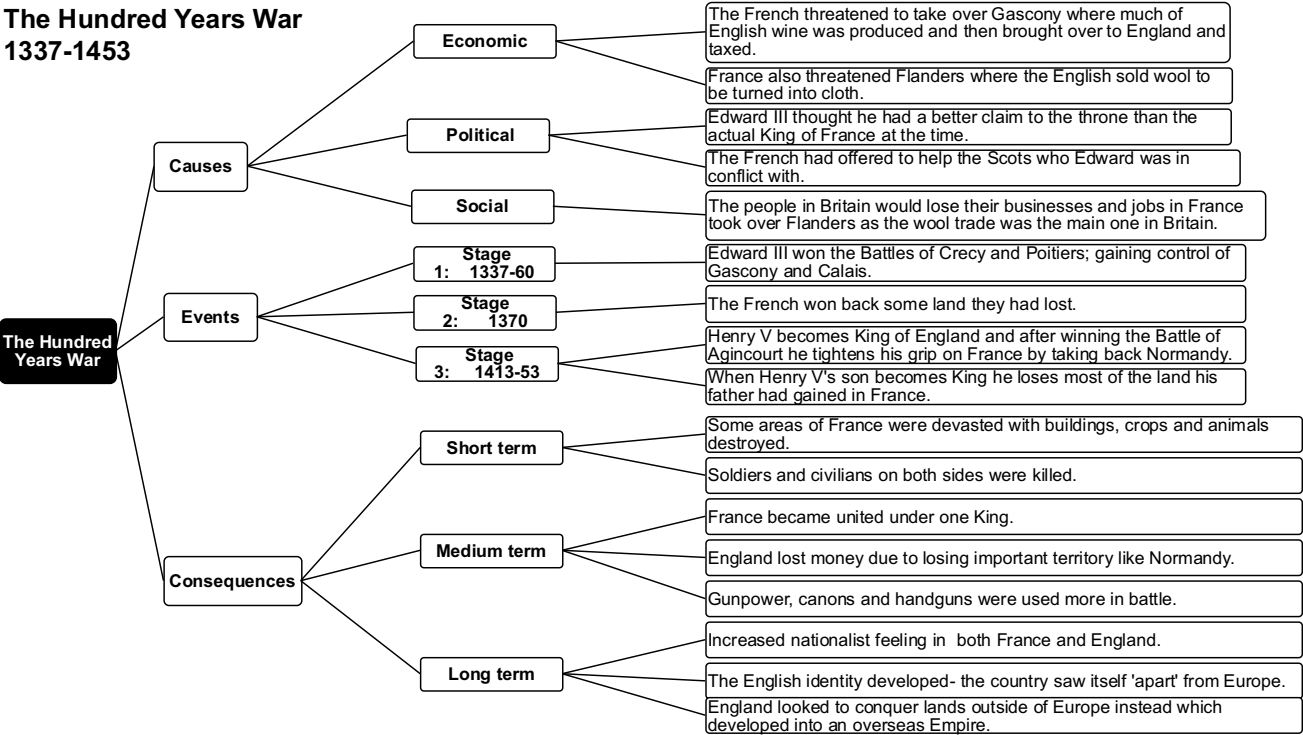 The Hundred Years War
1337-1453
The Hundred
Years War
Causes
Economic
The French threatened to take over Gascony where much of
English wine was produced and then brought over to England and
taxed.
France also threatened Flanders where the English sold wool to
be turned into cloth.
Political
Edward III thought he had a better claim to the throne than the
actual King of France at the time.
The French had offered to help the Scots who Edward was in
conflict with.
Social
The people in Britain would lose their businesses and jobs in France
took over Flanders as the wool trade was the main one in Britain.
Events
Stage
1: 1337-60
Edward III won the Battles of Crecy and Poitiers; gaining control of
Gascony and Calais.
Stage
2: 1370
The French won back some land they had lost.
Stage
3: 1413-53
Henry V becomes King of England and after winning the Battle of
Agincourt he tightens his grip on France by taking back Normandy.
When Henry V's son becomes King he loses most of the land his
father had gained in France.
Consequences
Short term
Some areas of France were devasted with buildings, crops and animals
destroyed.
Soldiers and civilians on both sides were killed.
Medium term
France became united under one King.
England lost money due to losing important territory like Normandy.
Gunpower, canons and handguns were used more in battle.
Long term
Increased nationalist feeling in both France and England.
The English identity developed- the country saw itself 'apart' from Europe.
England looked to conquer lands outside of Europe instead which
developed into an overseas Empire.